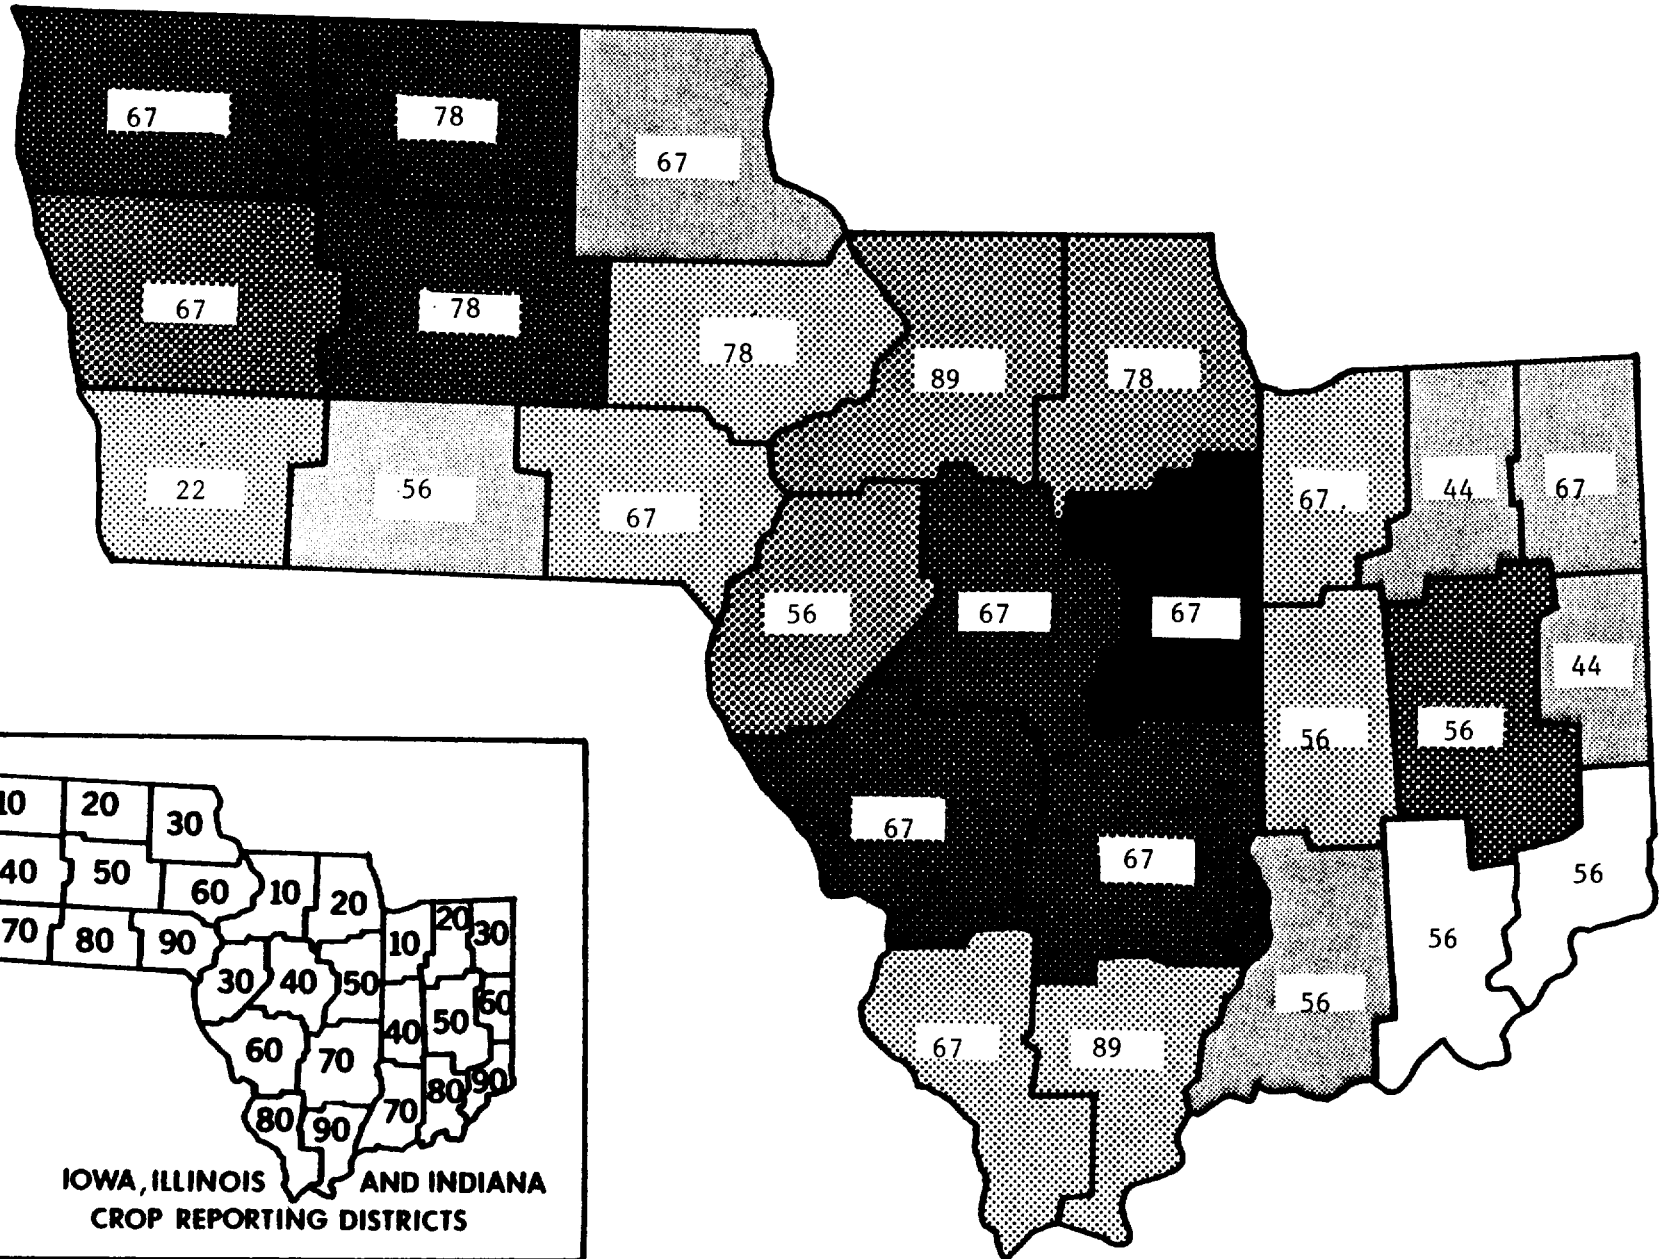 67 78 67
67 78 78
89 78
22 56 67
67 44 67
56 67 67
44
56 56
67 67
56
56
56
67 89
10 20 30
40 50 60 10 20
70 80 90
10 20 30
30 40 50
40 50 60
60 70
70 80 90
80 90
IOWA, ILLINOIS AND INDIANA
CROP REPORTING DISTRICTS